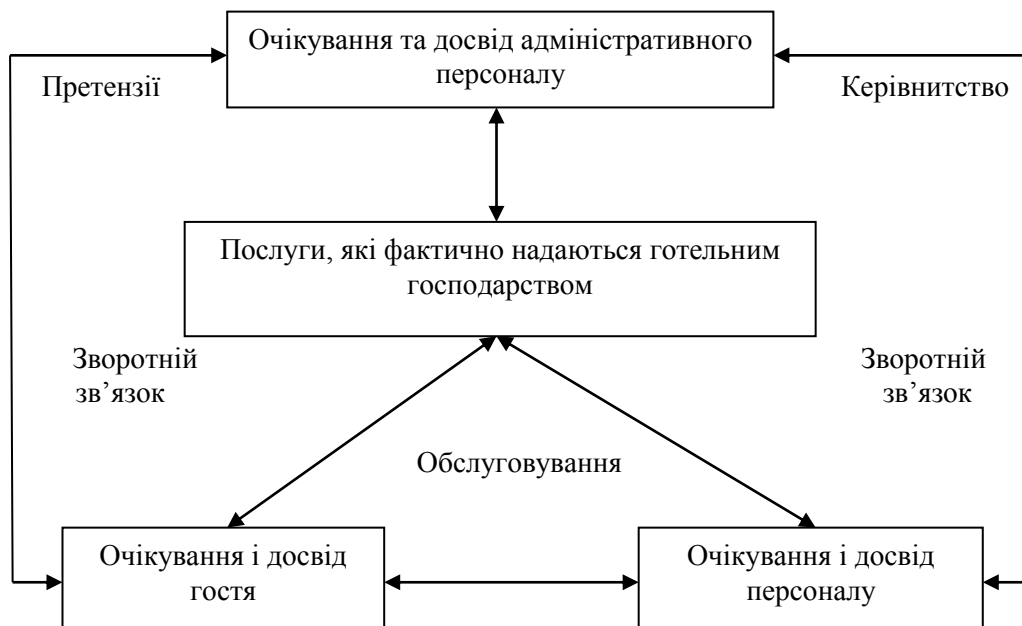 Очікування та досвід адміністративного
персоналу
Претензії
Керівнитство
Послуги, які фактично надаються готельним
господарством
Зворотній
зв’язок
Зворотній
зв’язок
Обслуговування
Очікування і досвід
гостя
Очікування і досвід
персоналу